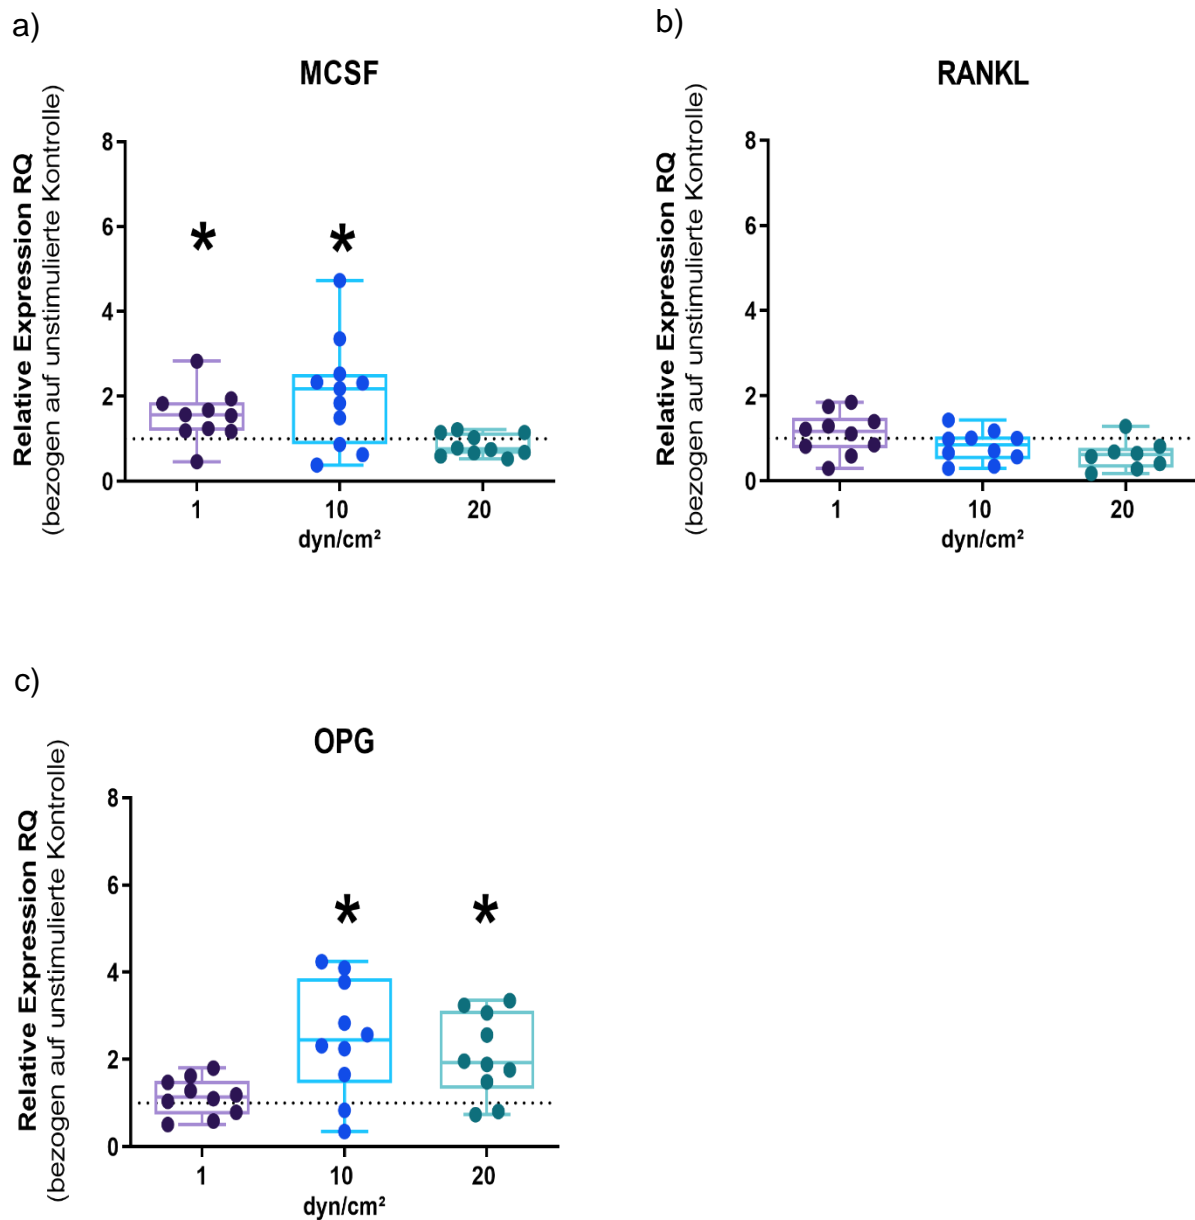 a)
MCSF
Relative Expression RQ
(bezogen auf unstimulierte Kontrolle)
8
6
4
2
0
*
*
1
10
20
dyn/cm²
b)
RANKL
Relative Expression RQ
(bezogen auf unstimulierte Kontrolle)
8
6
4
2
0
1
10
20
dyn/cm²
c)
OPG
Relative Expression RQ
(bezogen auf unstimulierte Kontrolle)
8
6
4
2
0
*
*
1
10
20
dyn/cm²